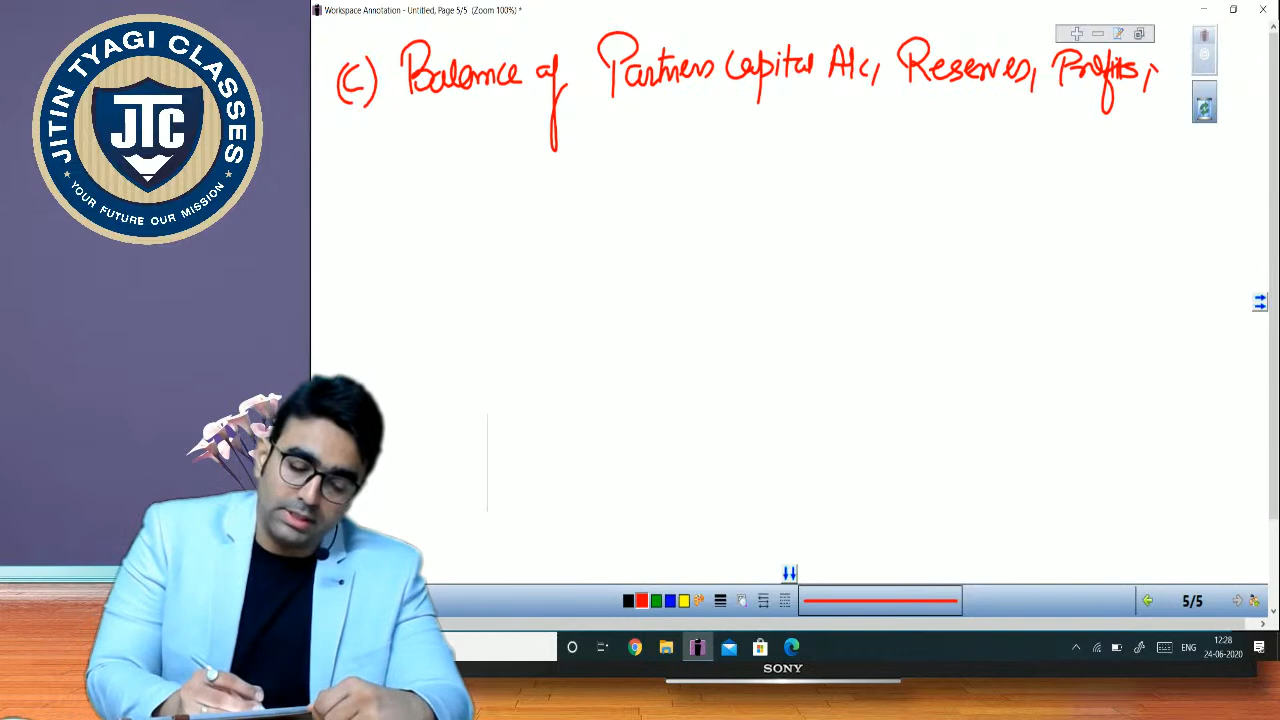 Workspace Annotation - Untitled, Page 5/5 (Zoom 100%) *
JITIN TYAGI CLASSES
JTC
YOUR FUTURE OUR MISSION
(C) Balance of Partners Capital A/c, Reserves, Profits,
5/5
ENG
12:28
24-06-2020
SONY